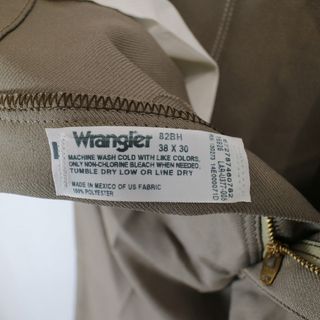 Wrangler 82BH
38 X 30
MACHINE WASH COLD WITH LIKE COLORS,
ONLY NON-CHLORINE BLEACH WHEN NEEDED,
TUMBLE DRY LOW OR LINE DRY
MADE IN MEXICO OF US FABRIC
100% POLYESTER